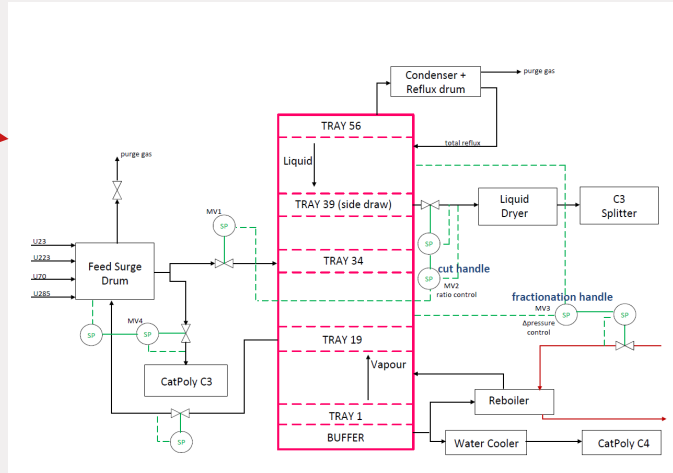 Condenser +
Reflux drum
purge gas
TRAY 56
total reflux
purge gas
Liquid
TRAY 39 (side draw)
Liquid
Dryer
C3
Splitter
MV1
SP
U23
U223
U70
U285
Feed Surge
Drum
SP
TRAY 34
SP
cut handle
MV2
ratio control
fractionation handle
MV3
SP
SP
Δpressure
control
MV4
SP
SP
TRAY 19
CatPoly C3
Vapour
Reboiler
TRAY 1
SP
BUFFER
Water Cooler
CatPoly C4